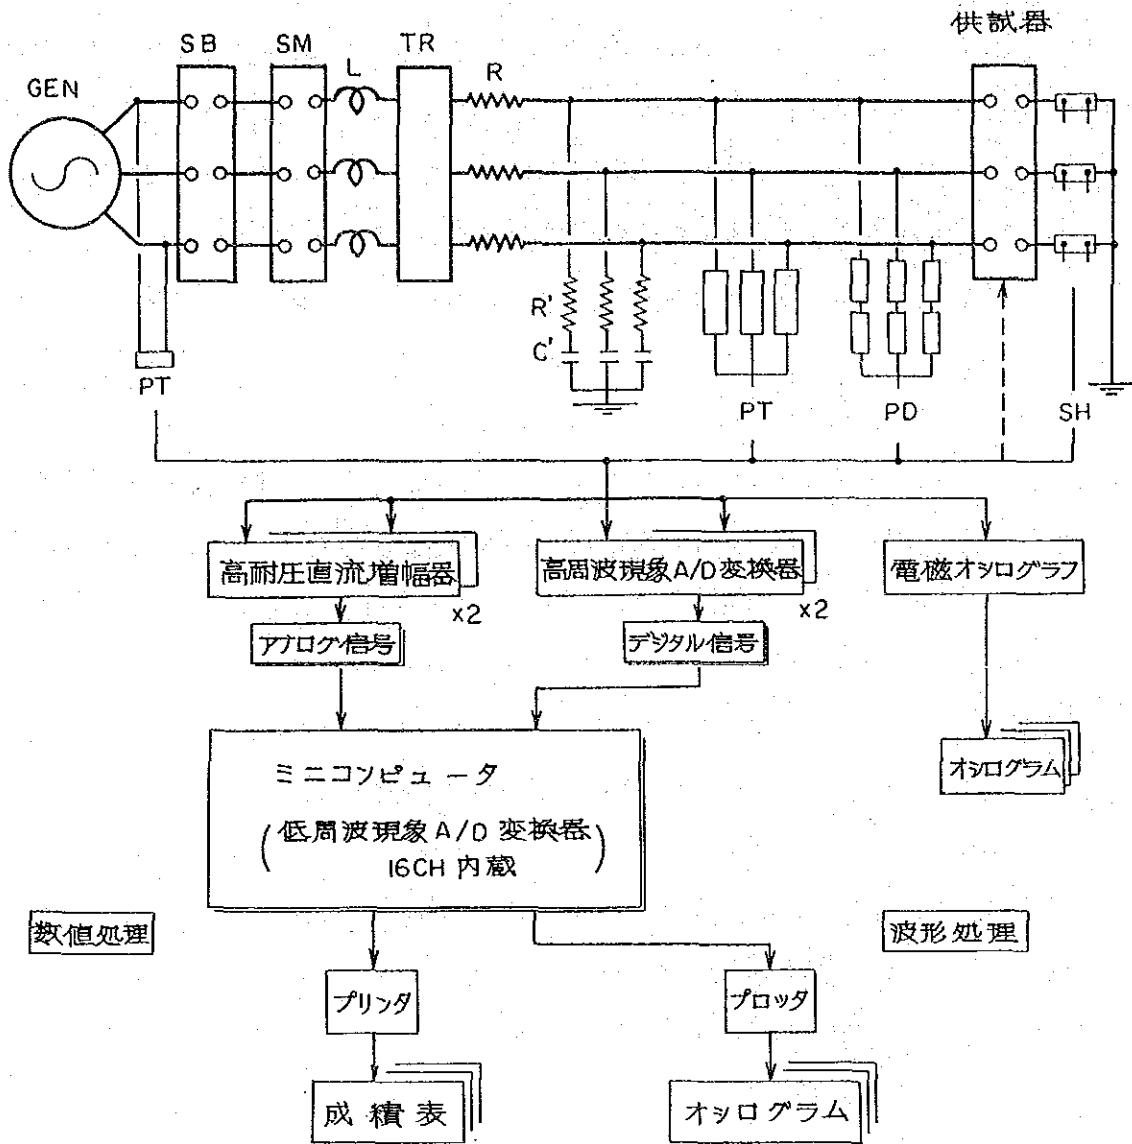 供試器
SB
SM
L
TR
R
GEN
R'
C'
PT
PT
PD
SH
高耐圧直流増幅器
x2
高周波現象A/D変換器
x2
電磁オシログラフ
アナログ信号
デジタル信号
ミニコンピュータ
(低周波現象A/D変換器
16CH内蔵)
オシログラム
数値処理
波形処理
プリンタ
プロッタ
成績表
オシログラム